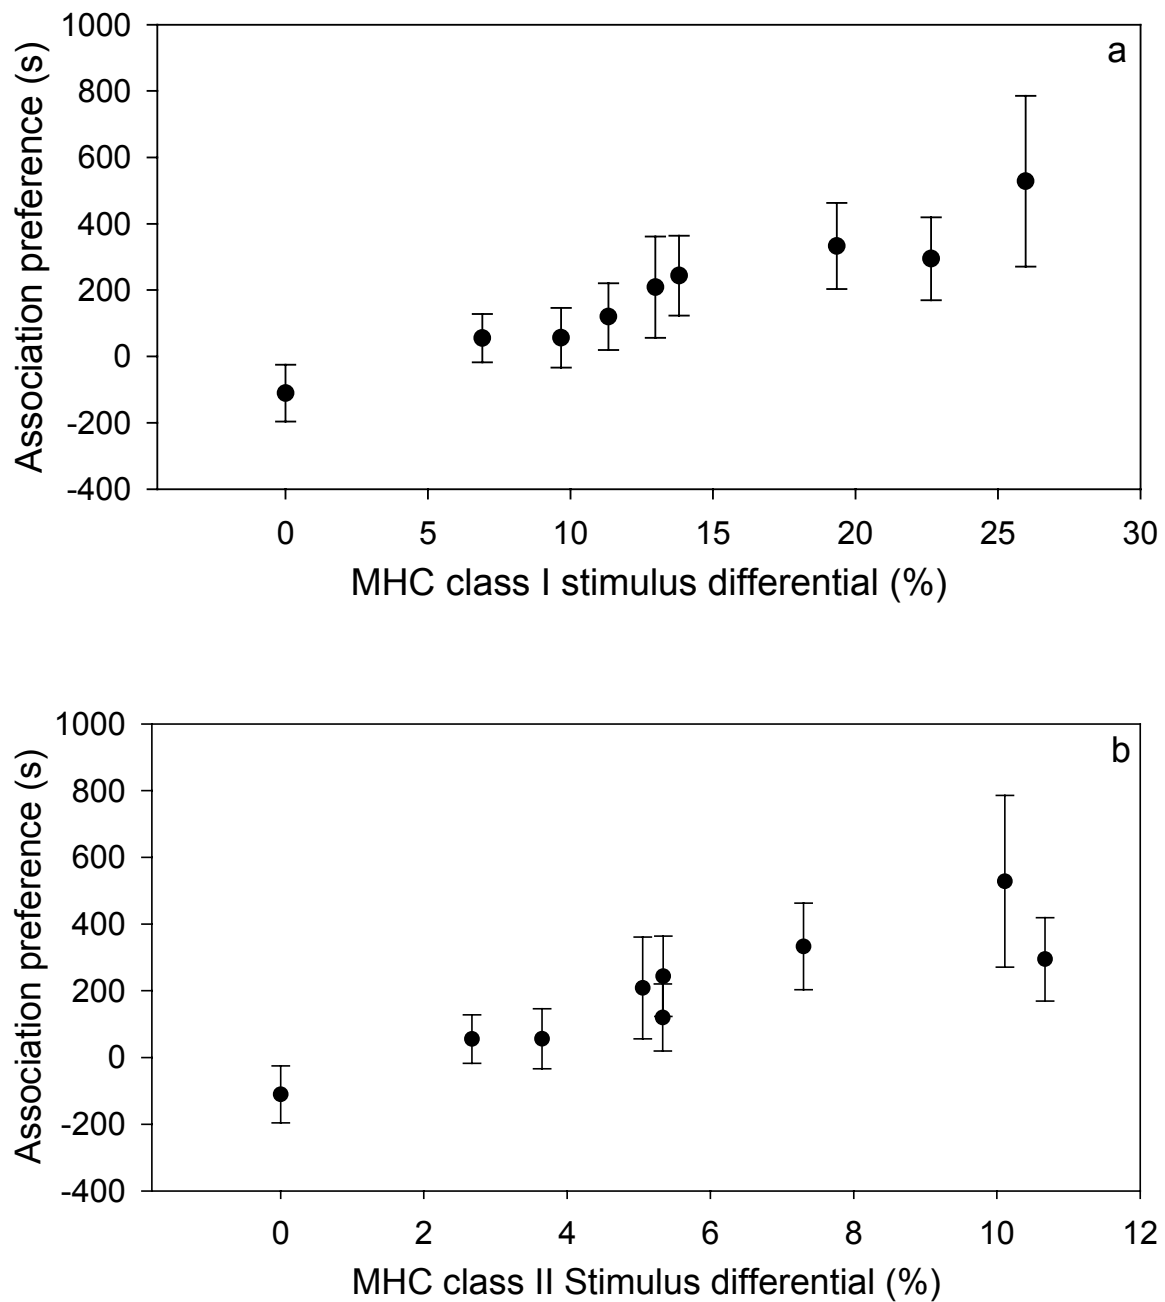 1000
a
800
600
400
200
0
-200
-400
Association preference (s)
0 5 10 15 20 25 30
MHC class I stimulus differential (%)
1000
b
800
600
400
200
0
-200
-400
Association preference (s)
0 2 4 6 8 10 12
MHC class II Stimulus differential (%)